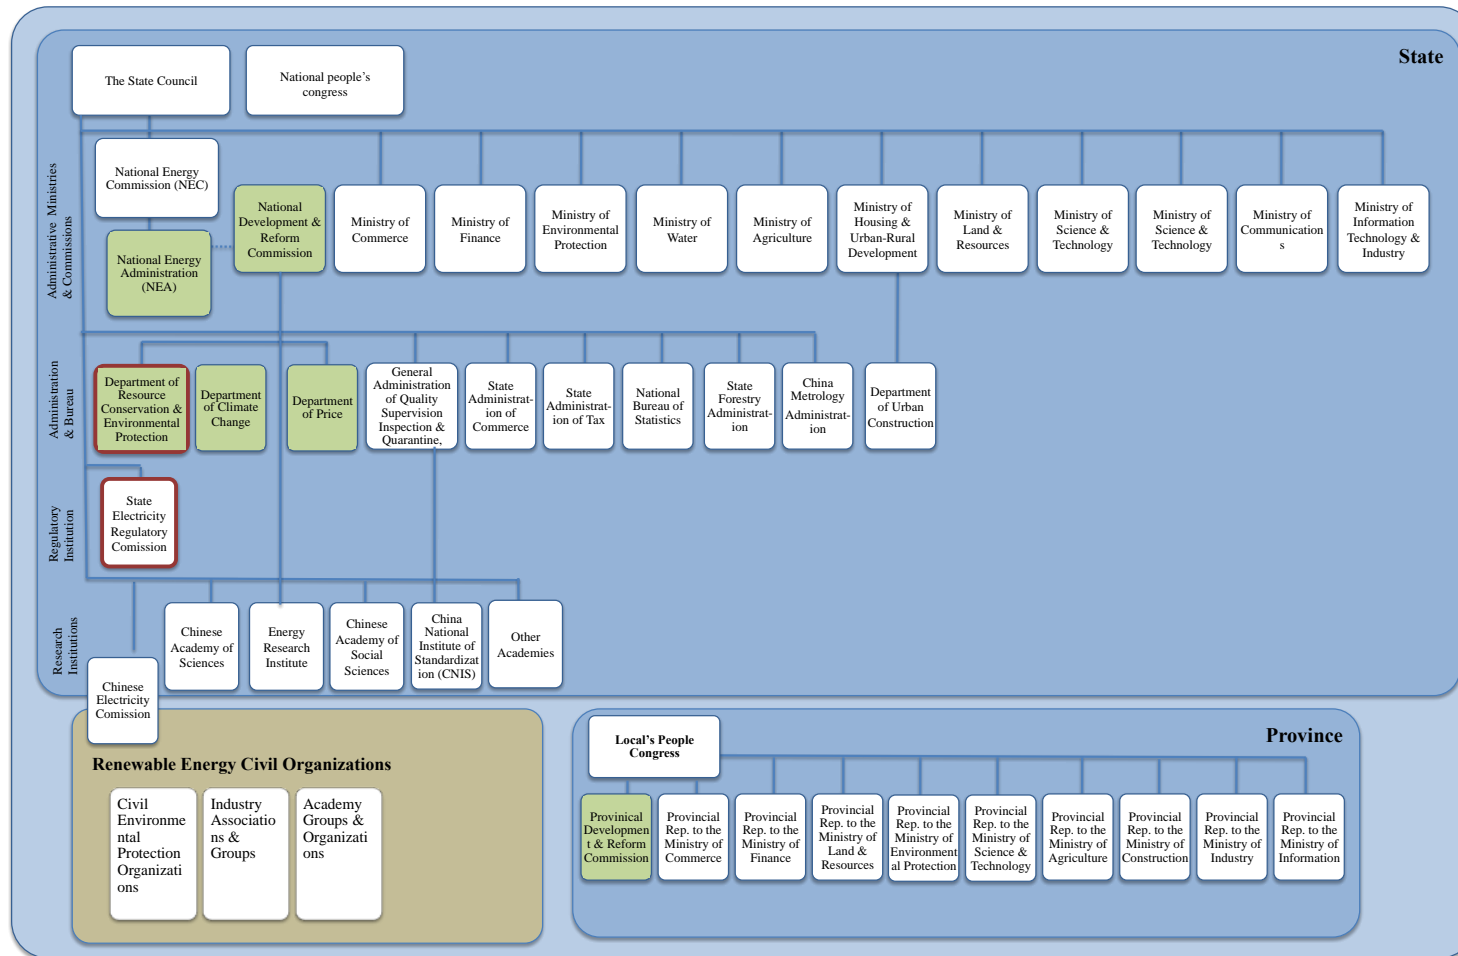 State
The State Council
National people's
congress
Administrative Ministries
& Commissions
National Energy
Commission (NEC)
National Energy
Administration
(NEA)
National
Development &
Reform
Commission
Ministry of
Commerce
Ministry of
Finance
Ministry of
Environmental
Protection
Ministry of
Water
Ministry of
Agriculture
Ministry of
Housing &
Urban-Rural
Development
Ministry of
Land &
Resources
Ministry of
Science &
Technology
Ministry of
Science &
Technology
Ministry of
Communication
s
Ministry of
Information
Technology &
Industry
Administration
& Bureau
Department of
Resource
Conservation &
Environmental
Protection
Department
of Climate
Change
Department
of Price
General
Administration
of Quality
Supervision
Inspection &
Quarantine,
State
Administrat-
ion of
Commerce
State
Administrat-
ion of Tax
National
Bureau of
Statistics
State
Forestry
Administrat-
ion
China
Metrology
Administrat-
ion
Department
of Urban
Construction
Regulatory
Institution
State
Electricity
Regulatory
Comission
Research
Institutions
Chinese
Electricity
Comission
Chinese
Academy of
Sciences
Energy
Research
Institute
Chinese
Academy of
Social
Sciences
China
National
Institute of
Standardizat
ion (CNIS)
Other
Academies
Renewable Energy Civil Organizations
Civil
Environme
ntal
Protection
Organizati
ons
Industry
Associatio
ns &
Groups
Academy
Groups &
Organizati
ons
Province
Local's People
Congress
Provinical
Developmen
t & Reform
Commission
Provincial
Rep. to the
Ministry of
Commerce
Provincial
Rep. to the
Ministry of
Finance
Provincial
Rep. to the
Ministry of
Land &
Resources
Provincial
Rep. to the
Ministry of
Environment
al Protection
Provincial
Rep. to the
Ministry of
Science &
Technology
Provincial
Rep. to the
Ministry of
Agriculture
Provincial
Rep. to the
Ministry of
Construction
Provincial
Rep. to the
Ministry of
Industry
Provincial
Rep. to the
Ministry of
Information